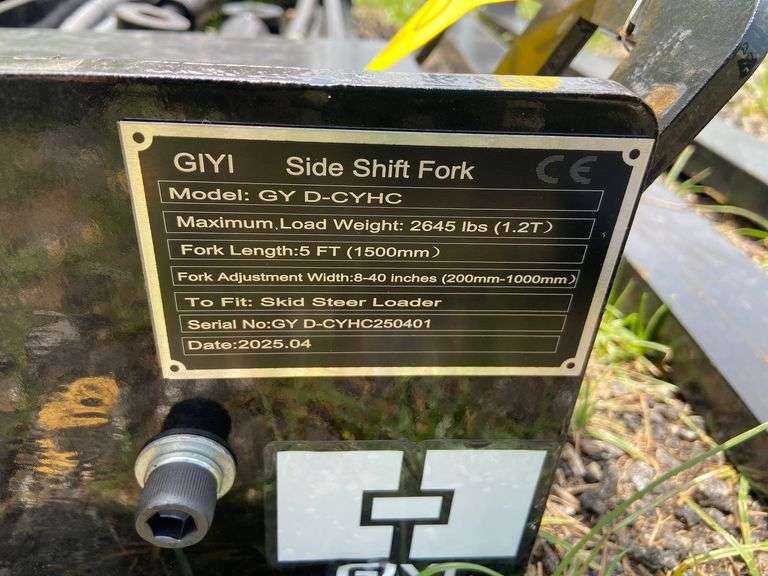 GIYI Side Shift Fork CE
Model: GY D-CYHC
Maximum.Load Weight: 2645 lbs (1.2T)
Fork Length:5 FT (1500mm)
Fork Adjustment Width:8-40 inches (200mm-1000mm)
To Fit: Skid Steer Loader
Serial No:GY D-CYHC250401
Date:2025.04
GIYI